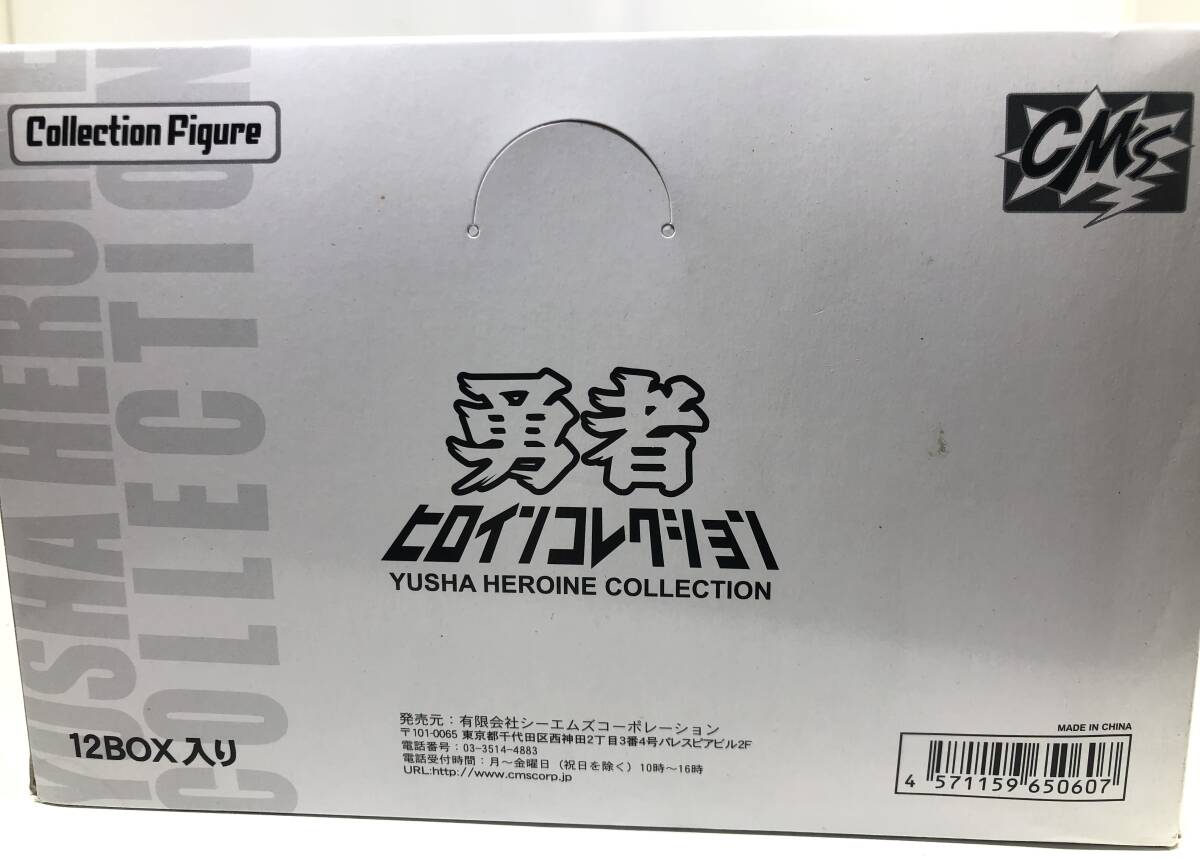 YUSHA HEROINE
COLLECTION
Collection Figure
CM's
勇者
ヒロインコレクション
YUSHA HEROINE COLLECTION
12BOX入り
発売元：有限会社シーエムズコーポレーション
〒101-0065 東京都千代田区西神田2丁目3番4号パレスピアビル2F
電話番号：03-3514-4883
電話受付時間：月～金曜日（祝日を除く）10時～16時
URL:http://www.cmscorp.jp
MADE IN CHINA
4 571159 650607